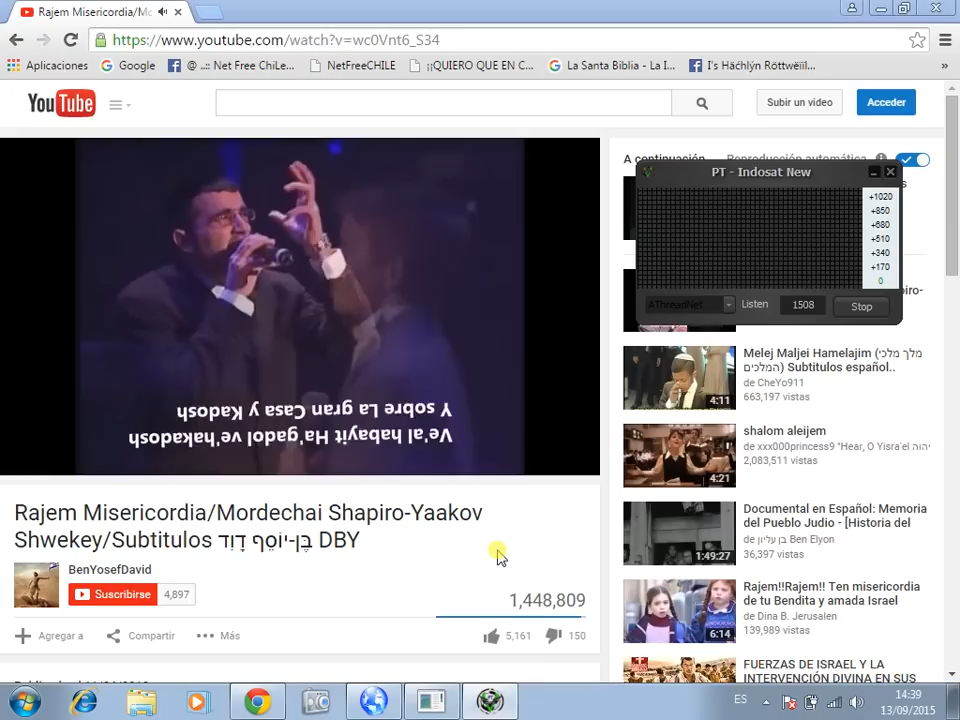 Rajem Misericordia/Mo
https://www.youtube.com/watch?v=wc0Vnt6_S34
Aplicaciones
Google
@ ..:: Net Free ChiLe...
NetFreeCHILE
¡¡QUIERO QUE EN C...
La Santa Biblia - La I...
I's Häċhlÿn Röttwëïl...
»
YouTube
Subir un video
Acceder
Y sobre La gran Casa y Kadosh
Ve'al habayit Ha'gadol ve'hakadosh
A continuación
Reproducción automática
PT - Indosat New
+1020
+850
+680
+510
+340
+170
0
AThreadNet
Listen
1508
Stop
Melej Maljei Hamelajim (מלך מלכי
המלכים) Subtitulos español..
de CheYo911
663,197 vistas
4:11
shalom aleijem
de xxx000princess9 "Hear, O Yisra'el יהוה
2,083,511 vistas
4:21
Documental en Español: Memoria
del Pueblo Judio - [Historia del
de בן עליון Ben Elyon
36,397 vistas
1:49:27
Rajem!!Rajem!! Ten misericordia
de tu Bendita y amada Israel
de Dina B. Jerusalen
139,989 vistas
6:14
FUERZAS DE ISRAEL Y LA
INTERVENCIÓN DIVINA EN SUS
Rajem Misericordia/Mordechai Shapiro-Yaakov
Shwekey/Subtitulos בֶּן-יוֹסֵף דָוִד DBY
BenYosefDavid
Suscribirse
4,897
1,448,809
Agregar a
Compartir
Más
5,161
150
ES
14:39
13/09/2015